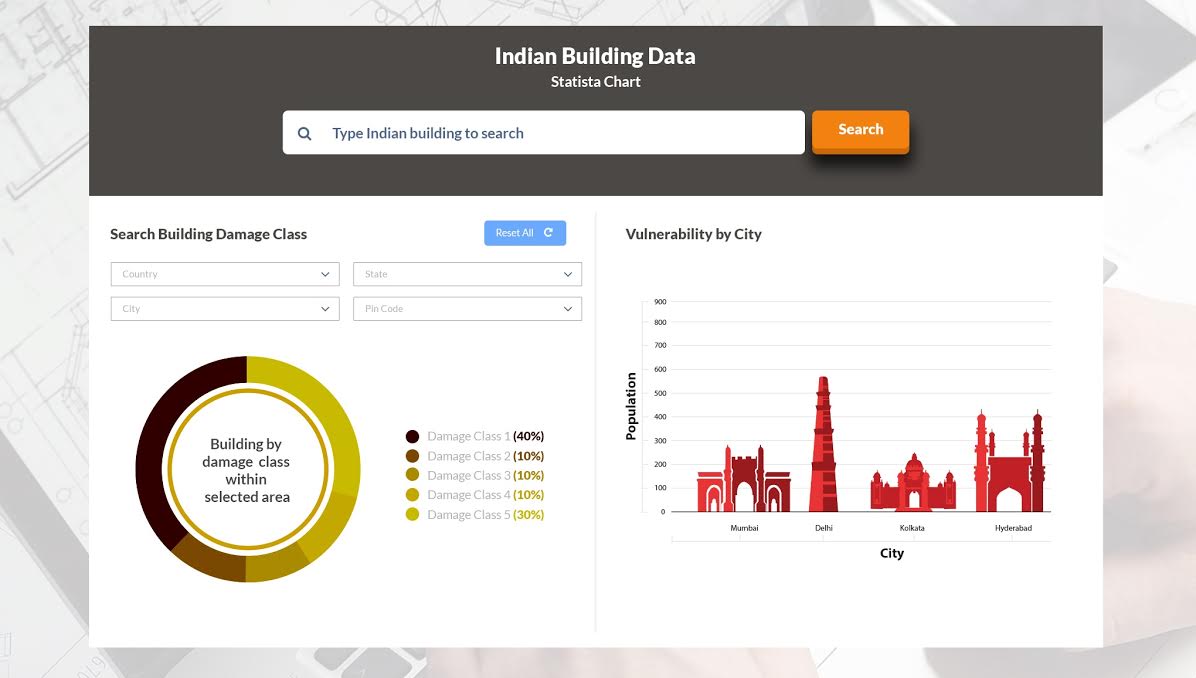 Indian Building Data
Statista Chart
Type Indian building to search
Search
Search Building Damage Class
Reset All
Country
State
City
Pin Code
Building by
damage class
within
selected area
Damage Class 1 (40%)
Damage Class 2 (10%)
Damage Class 3 (10%)
Damage Class 4 (10%)
Damage Class 5 (30%)
Vulnerability by City
Population
900
800
700
600
500
400
300
200
100
0
Mumbai
Delhi
Kolkata
Hyderabad
City